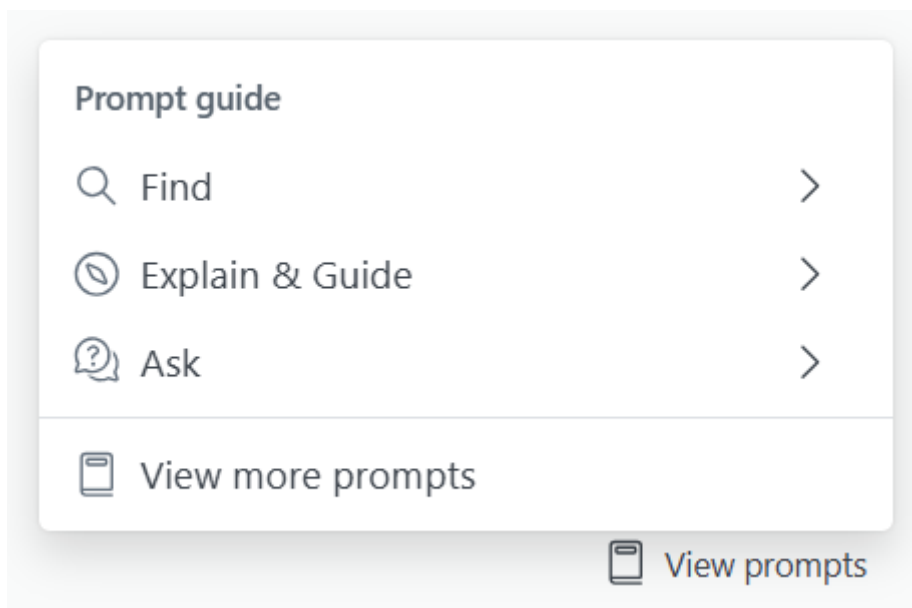 Prompt guide
Find
Explain & Guide
Ask
View more prompts
View prompts